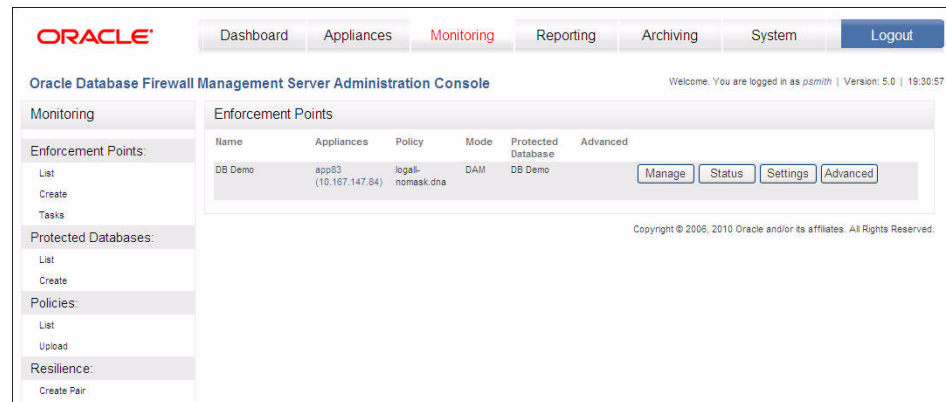 ORACLE
Dashboard Appliances Monitoring Reporting Archiving System Logout
Oracle Database Firewall Management Server Administration Console
Welcome. You are logged in as psmith | Version: 5.0 | 19:30:57
Monitoring
Enforcement Points:
List
Create
Tasks
Protected Databases:
List
Create
Policies:
List
Upload
Resilience:
Create Pair
Enforcement Points
Name Appliances Policy Mode Protected Database Advanced
DB Demo app83 (10.167.147.84) logall-nomask.dna DAM DB Demo Manage Status Settings Advanced
Copyright © 2006, 2010 Oracle and/or its affiliates. All Rights Reserved.